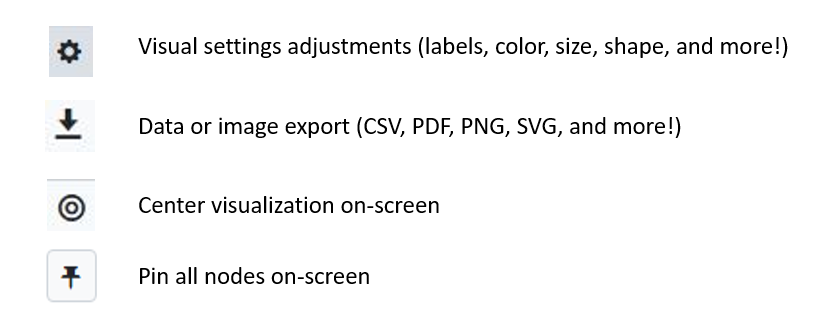 Visual settings adjustments (labels, color, size, shape, and more!)
Data or image export (CSV, PDF, PNG, SVG, and more!)
Center visualization on-screen
Pin all nodes on-screen